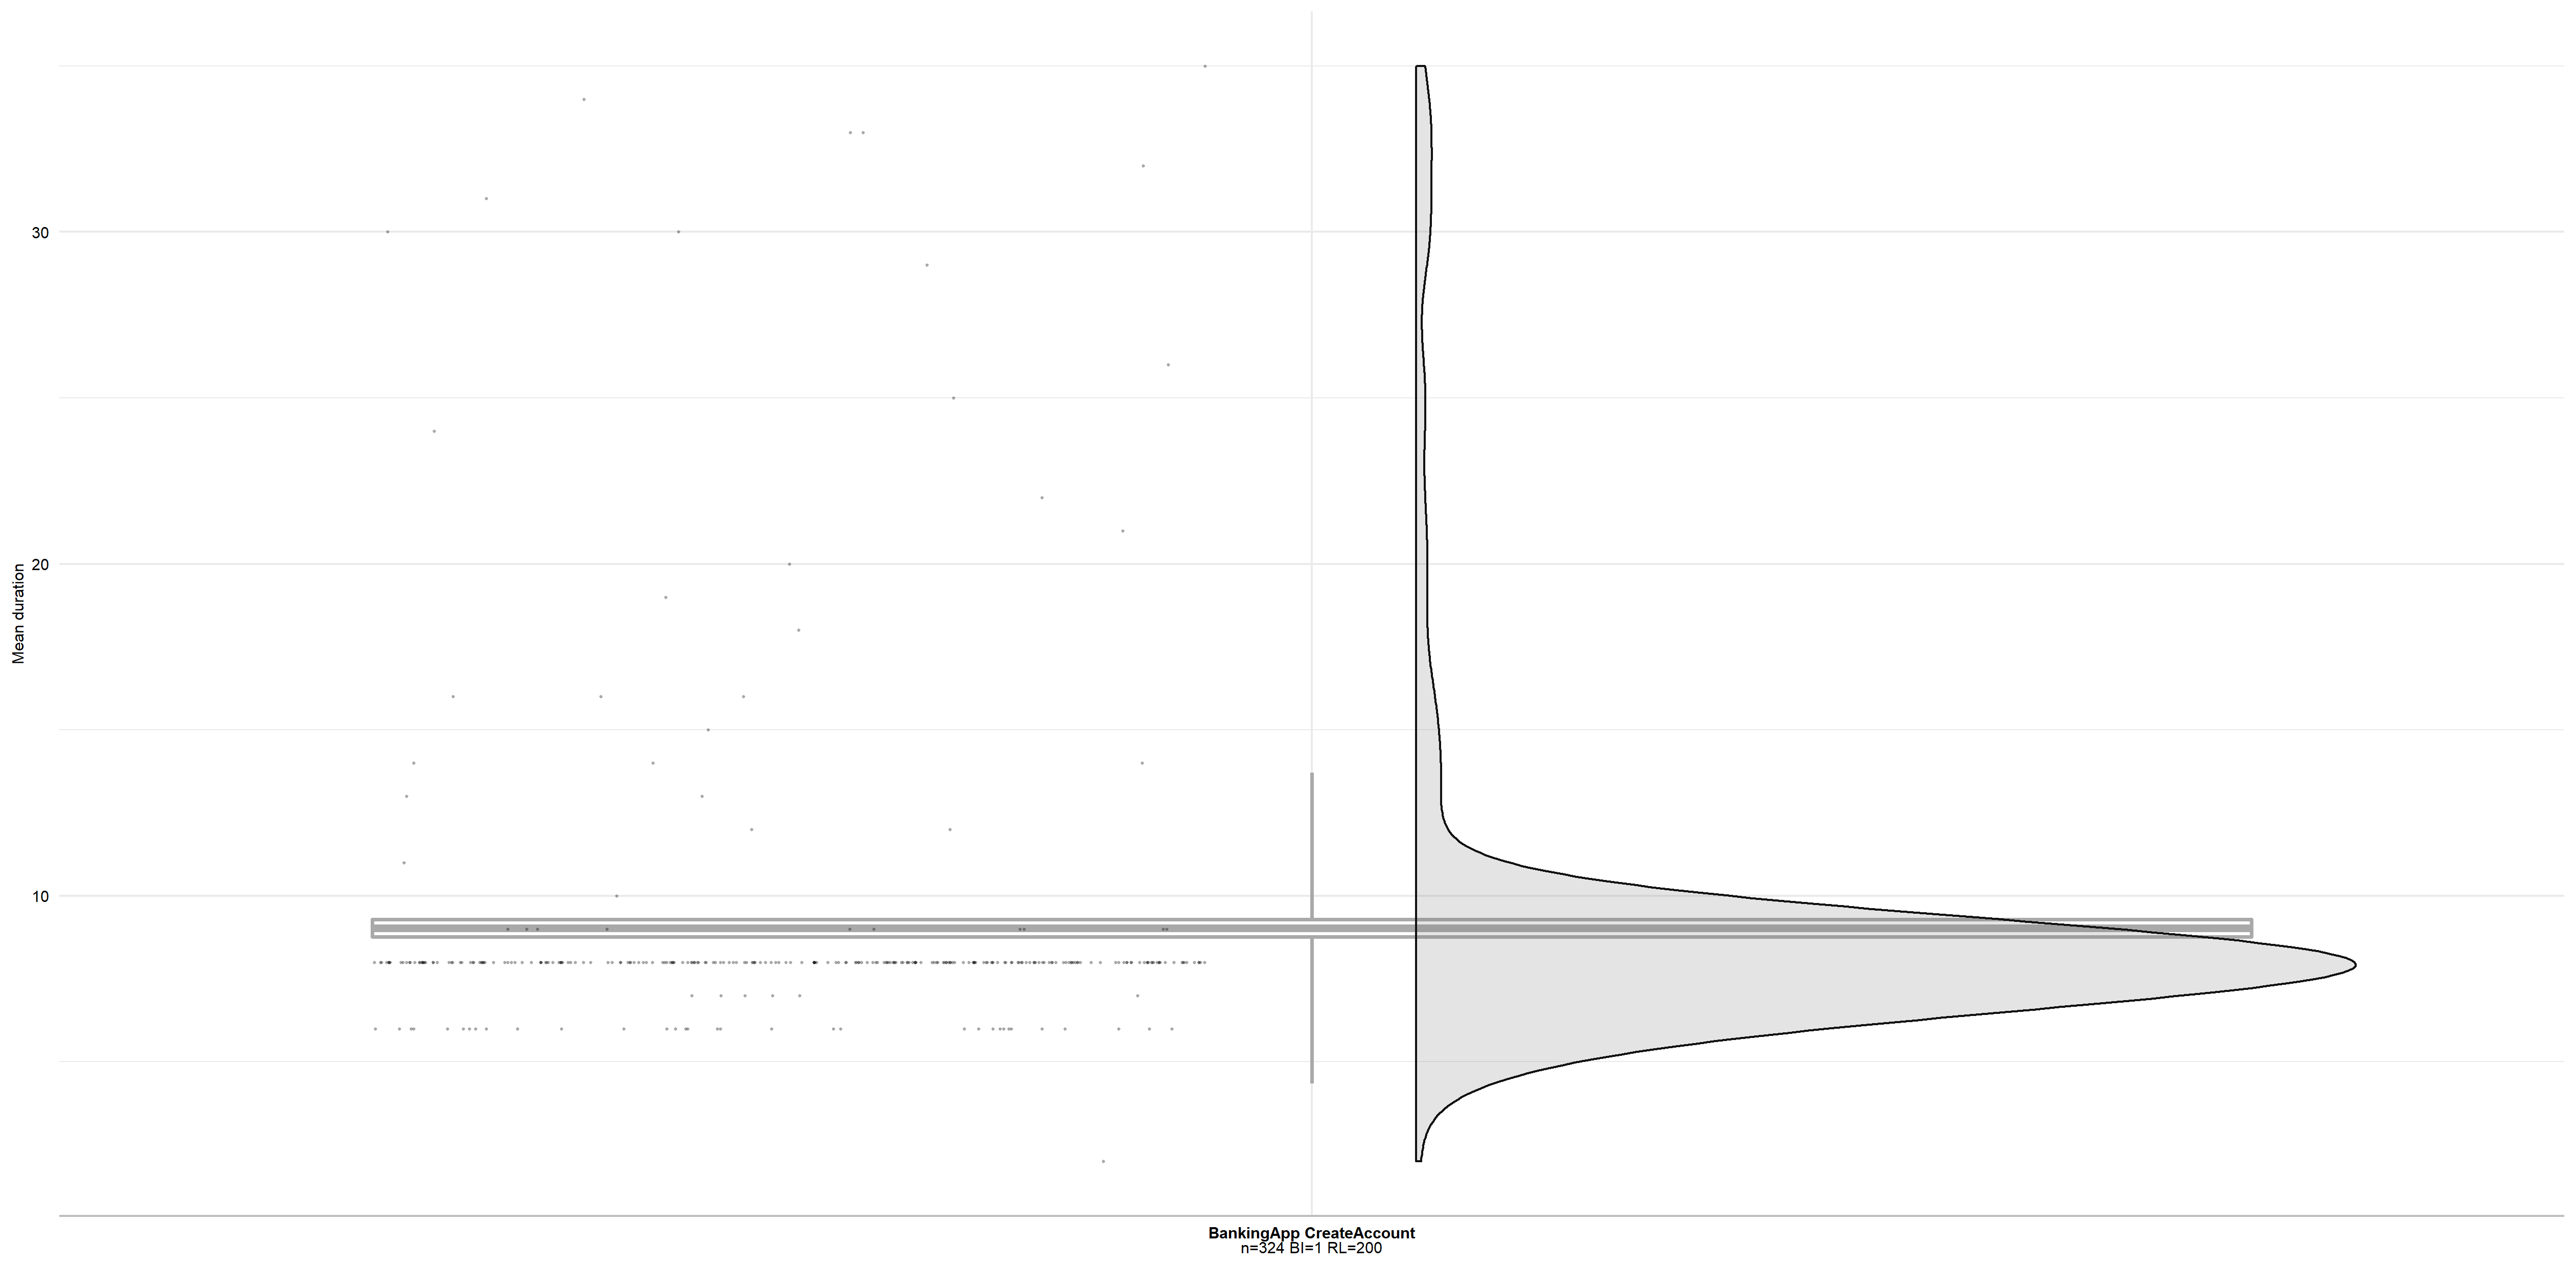 Mean duration
30
20
10
BankingApp CreateAccount
n=324 BI=1 RL=200